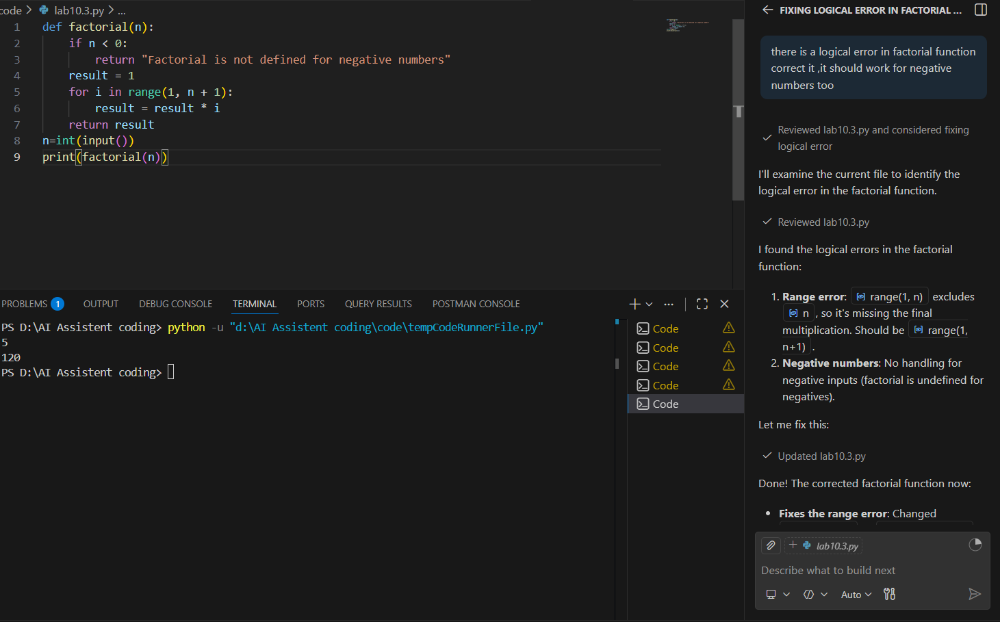 code > lab10.3.py > ...
1 def factorial(n):
2 if n < 0:
3 return "Factorial is not defined for negative numbers"
4 result = 1
5 for i in range(1, n + 1):
6 result = result * i
7 return result
8 n=int(input())
9 print(factorial(n))
PROBLEMS 1 OUTPUT DEBUG CONSOLE TERMINAL PORTS QUERY RESULTS POSTMAN CONSOLE
PS D:\AI Assistent coding> python -u "d:\AI Assistent coding\code\tempCodeRunnerFile.py"
5
120
PS D:\AI Assistent coding>
Code
Code
Code
Code
Code
FIXING LOGICAL ERROR IN FACTORIAL ...
there is a logical error in factorial function
correct it ,it should work for negative
numbers too
Reviewed lab10.3.py and considered fixing
logical error
I'll examine the current file to identify the
logical error in the factorial function.
Reviewed lab10.3.py
I found the logical errors in the factorial
function:
1. Range error: range(1, n) excludes
n , so it's missing the final
multiplication. Should be range(1,
n+1) .
2. Negative numbers: No handling for
negative inputs (factorial is undefined for
negatives).
Let me fix this:
Updated lab10.3.py
Done! The corrected factorial function now:
• Fixes the range error: Changed
+ lab10.3.py
Describe what to build next
Auto